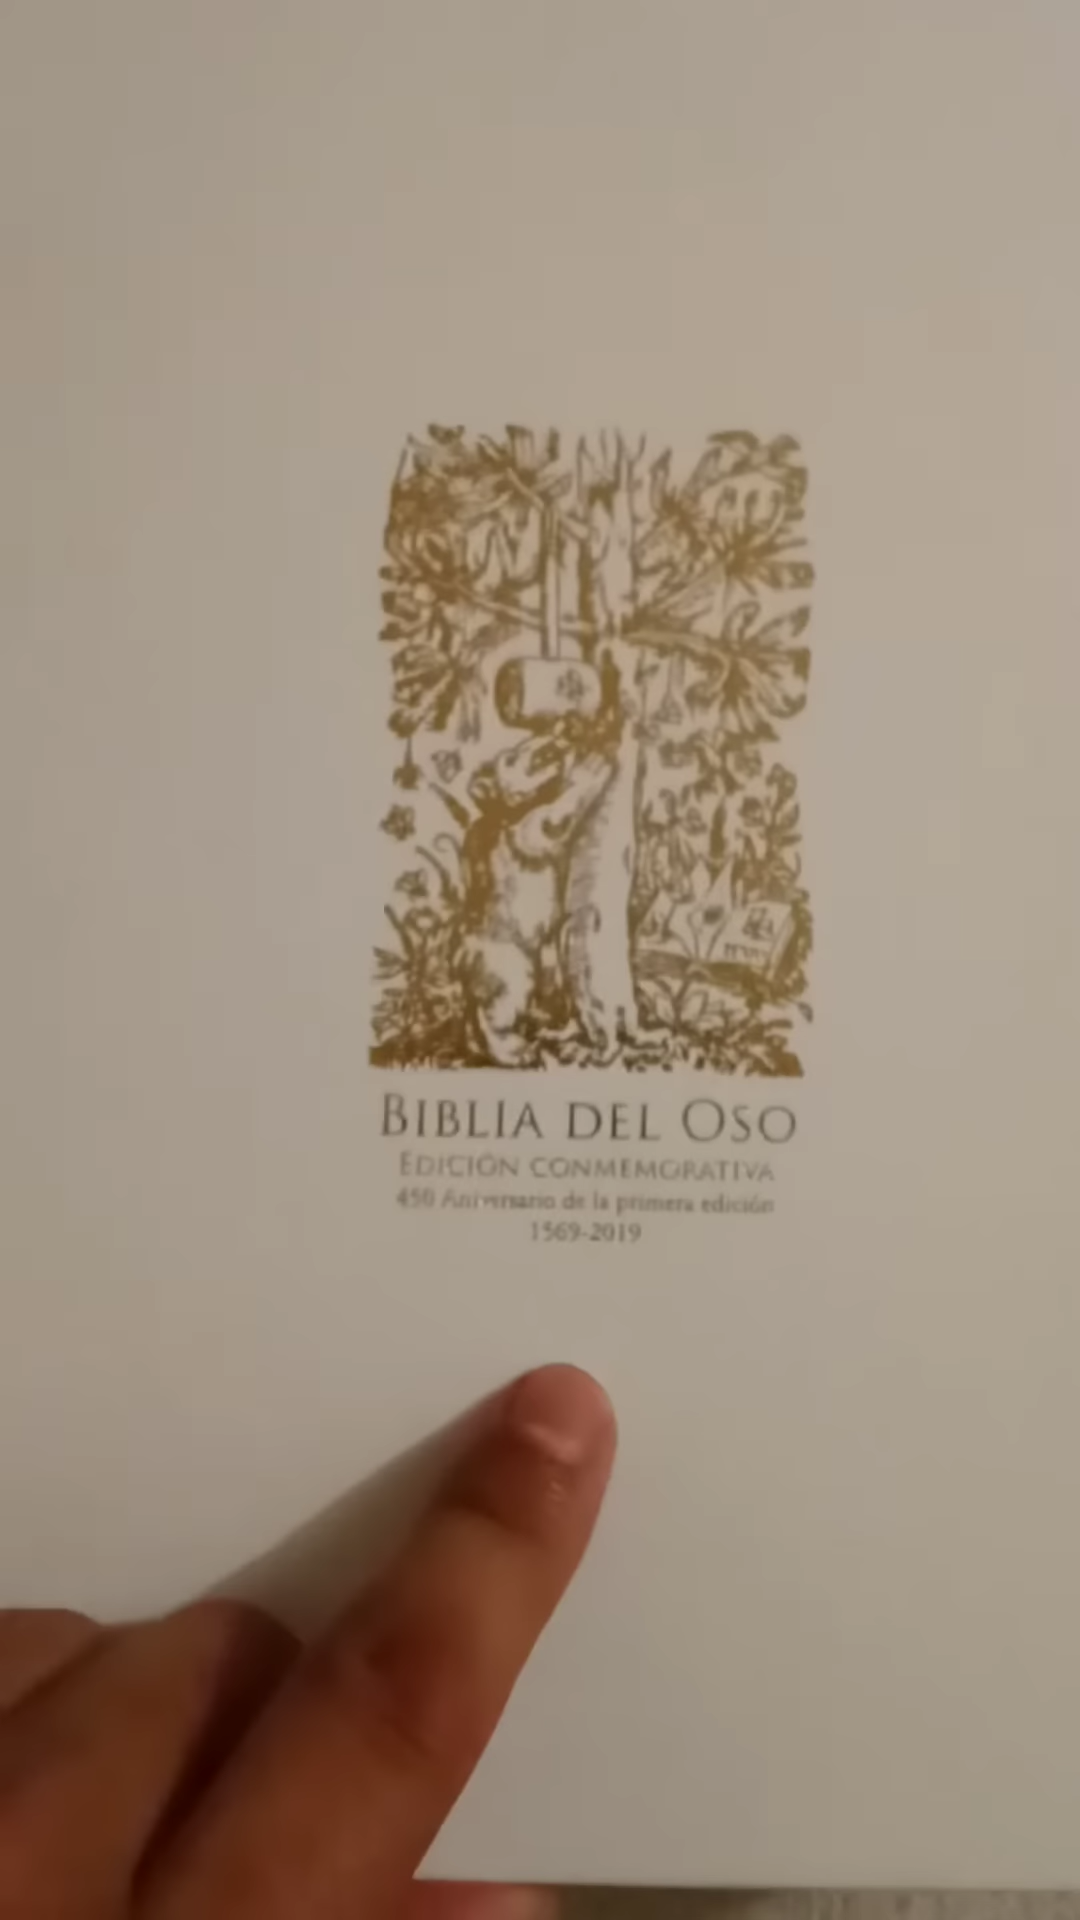 BIBLIA DEL OSO
EDICIÓN CONMEMORATIVA
450 Aniversario de la primera edición
1569-2019